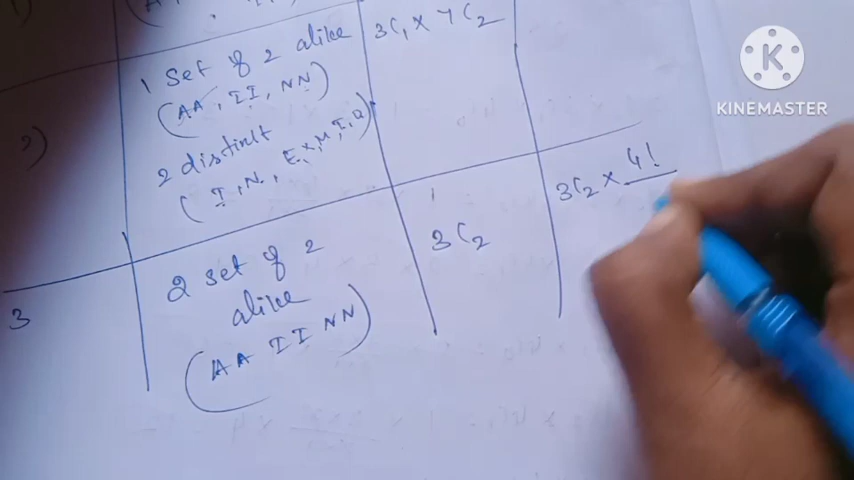 1)
1 set of 2 alike
(AA, II, NN)
3C1 × 7C2
2)
2 distinct
(I, N,, E, X, M, I,
3
2 set of 2
alike
(AA II NN)
3C2
3C2 × 4!
K
KINEMASTER